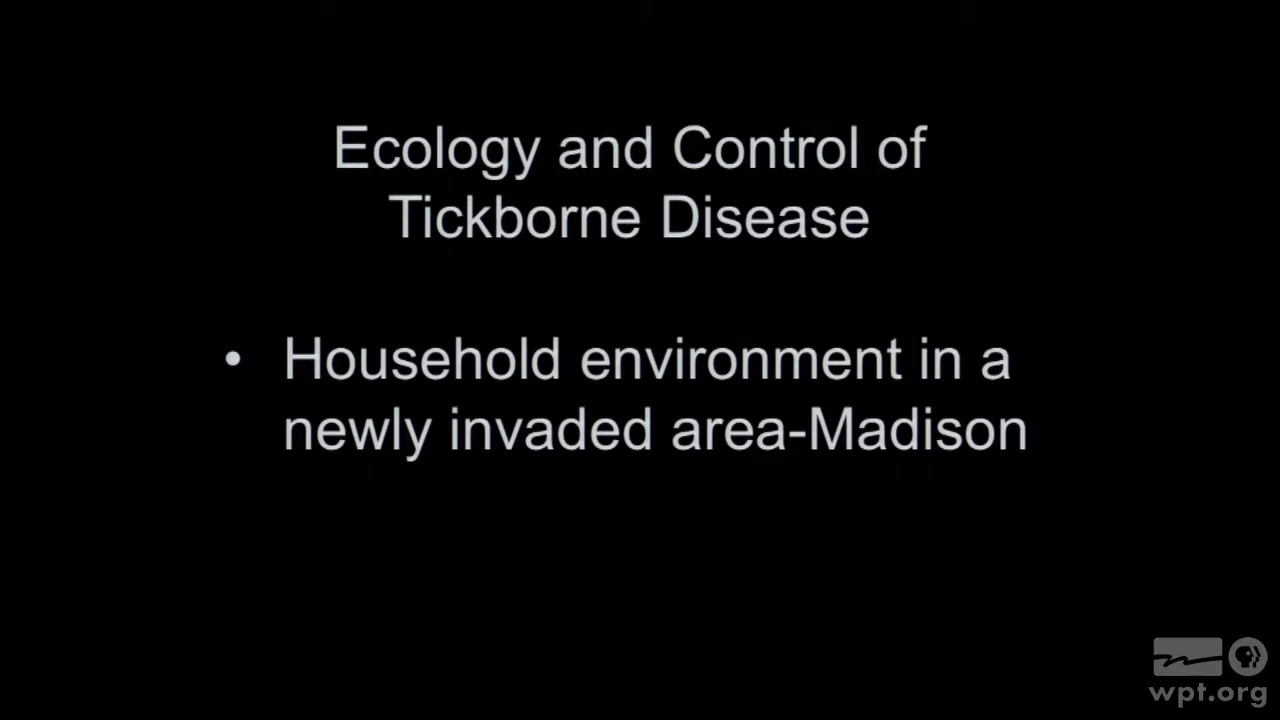 Ecology and Control of
Tickborne Disease
• Household environment in a
newly invaded area-Madison
wpt.org